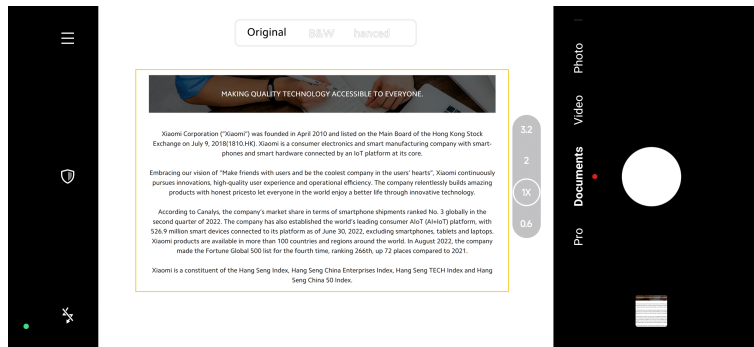 Original B&W hanced
MAKING QUALITY TECHNOLOGY ACCESSIBLE TO EVERYONE.
Xiaomi Corporation ("Xiaomi") was founded in April 2010 and listed on the Main Board of the Hong Kong Stock
Exchange on July 9, 2018(1810.HK). Xiaomi is a consumer electronics and smart manufacturing company with smart-
phones and smart hardware connected by an IoT platform at its core.
Embracing our vision of "Make friends with users and be the coolest company in the users' hearts", Xiaomi continuously
pursues innovations, high-quality user experience and operational efficiency. The company relentlessly builds amazing
products with honest pricesto let everyone in the world enjoy a better life through innovative technology.
According to Canalys, the company's market share in terms of smartphone shipments ranked No. 3 globally in the
second quarter of 2022. The company has also established the world's leading consumer AIoT (AI+IoT) platform, with
526.9 million smart devices connected to its platform as of June 30, 2022, excluding smartphones, tablets and laptops.
Xiaomi products are available in more than 100 countries and regions around the world. In August 2022, the company
made the Fortune Global 500 list for the fourth time, ranking 266th, up 72 places compared to 2021.
Xiaomi is a constituent of the Hang Seng Index, Hang Seng China Enterprises Index, Hang Seng TECH Index and Hang
Seng China 50 Index.
3.2
2
1X
0.6
Photo
Video
Documents
Pro